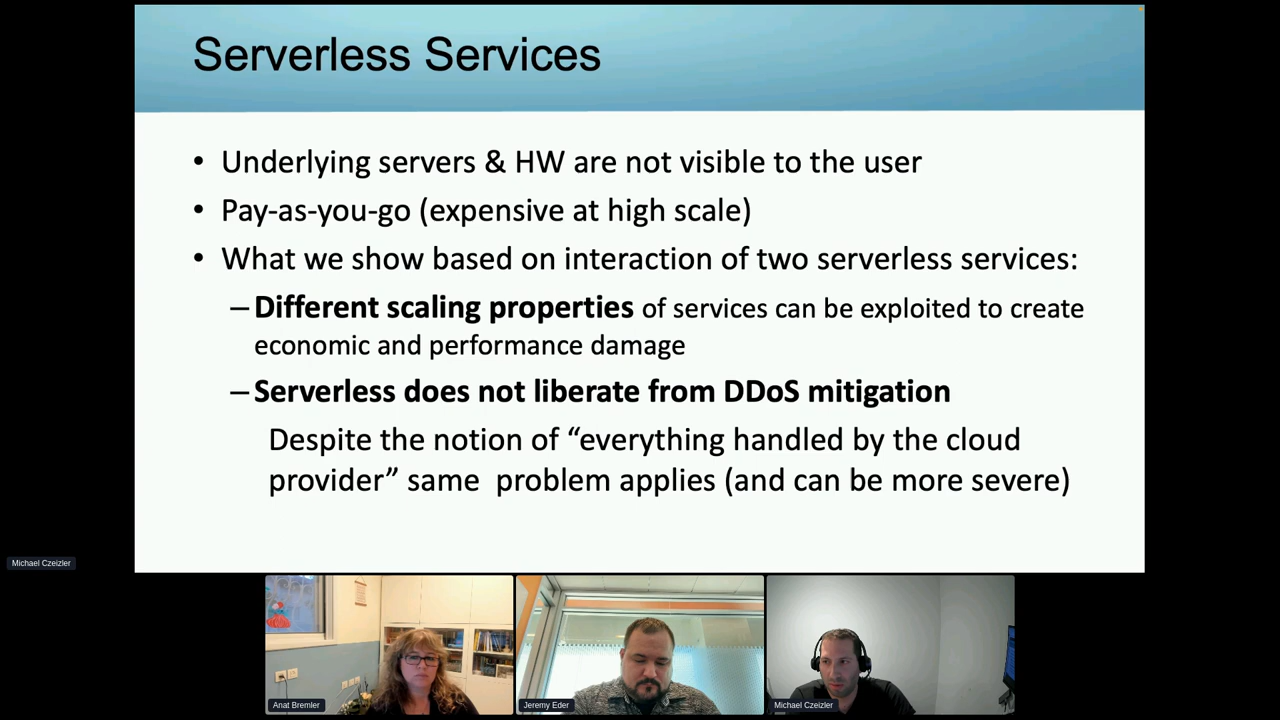 Serverless Services
• Underlying servers & HW are not visible to the user
• Pay-as-you-go (expensive at high scale)
• What we show based on interaction of two serverless services:
– Different scaling properties of services can be exploited to create
economic and performance damage
– Serverless does not liberate from DDoS mitigation
Despite the notion of “everything handled by the cloud
provider” same  problem applies (and can be more severe)
Michael Czeizler
Anat Bremler
Jeremy Eder
Michael Czeizler